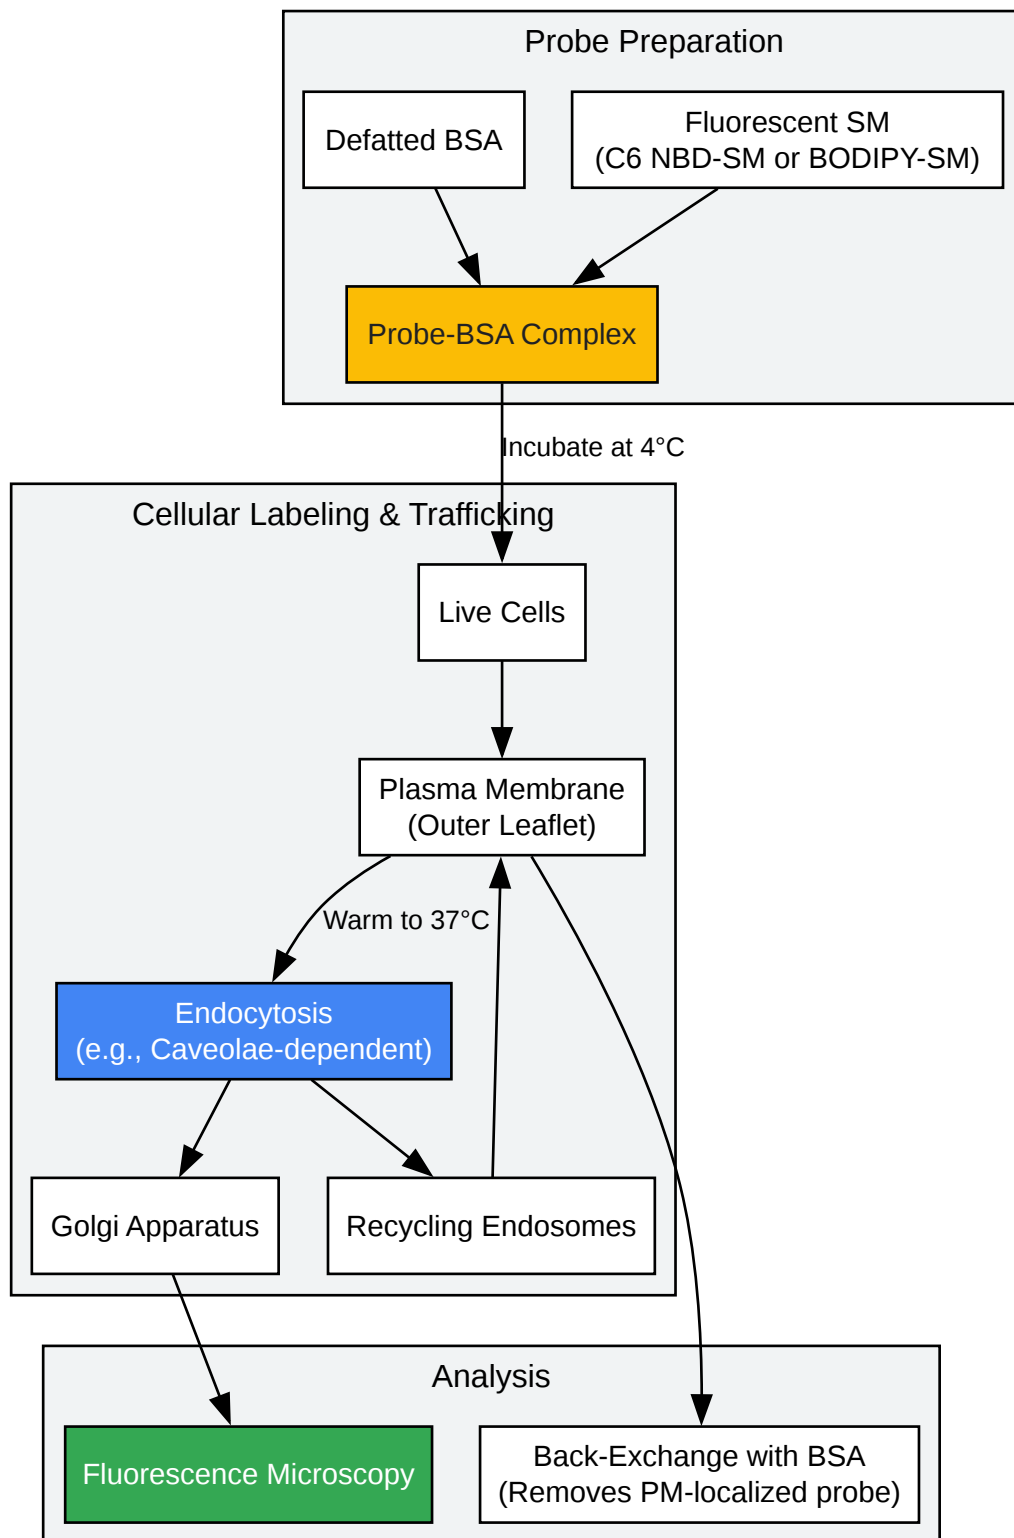 Probe Preparation
Defatted BSA
Fluorescent SM
(C6 NBD-SM or BODIPY-SM)
Probe-BSA Complex
Incubate at 4°C
Cellular Labeling & Trafficking
Live Cells
Plasma Membrane
(Outer Leaflet)
Warm to 37°C
Endocytosis
(e.g., Caveolae-dependent)
Golgi Apparatus
Recycling Endosomes
Analysis
Fluorescence Microscopy
Back-Exchange with BSA
(Removes PM-localized probe)